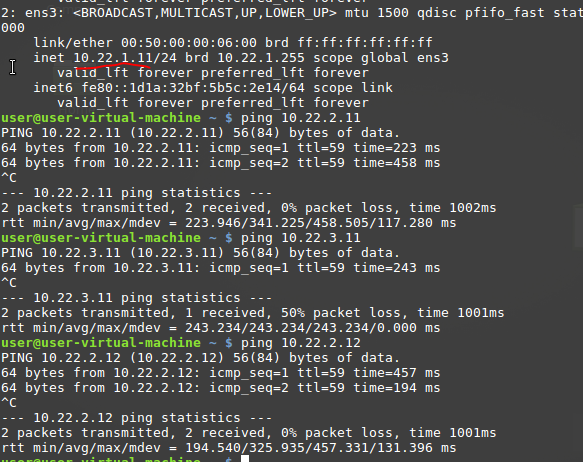 2: ens3: <BROADCAST,MULTICAST,UP,LOWER_UP> mtu 1500 qdisc pfifo_fast stat
000
    link/ether 00:50:00:00:06:00 brd ff:ff:ff:ff:ff:ff
    inet 10.22.1.11/24 brd 10.22.1.255 scope global ens3
       valid_lft forever preferred_lft forever
    inet6 fe80::1d1a:32bf:5b5c:2e14/64 scope link
       valid_lft forever preferred_lft forever
user@user-virtual-machine ~ $ ping 10.22.2.11
PING 10.22.2.11 (10.22.2.11) 56(84) bytes of data.
64 bytes from 10.22.2.11: icmp_seq=1 ttl=59 time=223 ms
64 bytes from 10.22.2.11: icmp_seq=2 ttl=59 time=458 ms
^C
--- 10.22.2.11 ping statistics ---
2 packets transmitted, 2 received, 0% packet loss, time 1002ms
rtt min/avg/max/mdev = 223.946/341.225/458.505/117.280 ms
user@user-virtual-machine ~ $ ping 10.22.3.11
PING 10.22.3.11 (10.22.3.11) 56(84) bytes of data.
64 bytes from 10.22.3.11: icmp_seq=1 ttl=59 time=243 ms
^C
--- 10.22.3.11 ping statistics ---
2 packets transmitted, 1 received, 50% packet loss, time 1001ms
rtt min/avg/max/mdev = 243.234/243.234/243.234/0.000 ms
user@user-virtual-machine ~ $ ping 10.22.2.12
PING 10.22.2.12 (10.22.2.12) 56(84) bytes of data.
64 bytes from 10.22.2.12: icmp_seq=1 ttl=59 time=457 ms
64 bytes from 10.22.2.12: icmp_seq=2 ttl=59 time=194 ms
^C
--- 10.22.2.12 ping statistics ---
2 packets transmitted, 2 received, 0% packet loss, time 1001ms
rtt min/avg/max/mdev = 194.540/325.935/457.331/131.396 ms
user@user-virtual-machine ~ $